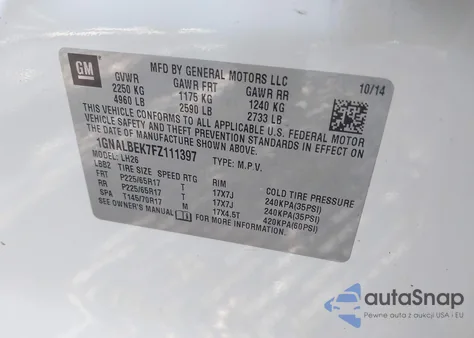 GM
MFD BY GENERAL MOTORS LLC
10/14
GVWR GAWR FRT GAWR RR
2250 KG 1175 KG 1240 KG
4960 LB 2590 LB 2733 LB
THIS VEHICLE CONFORMS TO ALL APPLICABLE U.S. FEDERAL MOTOR
VEHICLE SAFETY AND THEFT PREVENTION STANDARDS IN EFFECT ON THE
DATE OF MANUFACTURE SHOWN ABOVE.
1GNALBEK7FZ111397 TYPE: M.P.V.
MODEL: LH26
LBB2 TIRE SIZE SPEED RTG RIM COLD TIRE PRESSURE
FRT P225/65R17 T 17X7J 240KPA(35PSI)
RR P225/65R17 T 17X7J 240KPA(35PSI)
SPA T145/70R17 M 17X4.5T 420KPA(60PSI)
SEE OWNER'S MANUAL FOR MORE INFORMATION.
autoSnap
Pewne auta z aukcji USA i EU